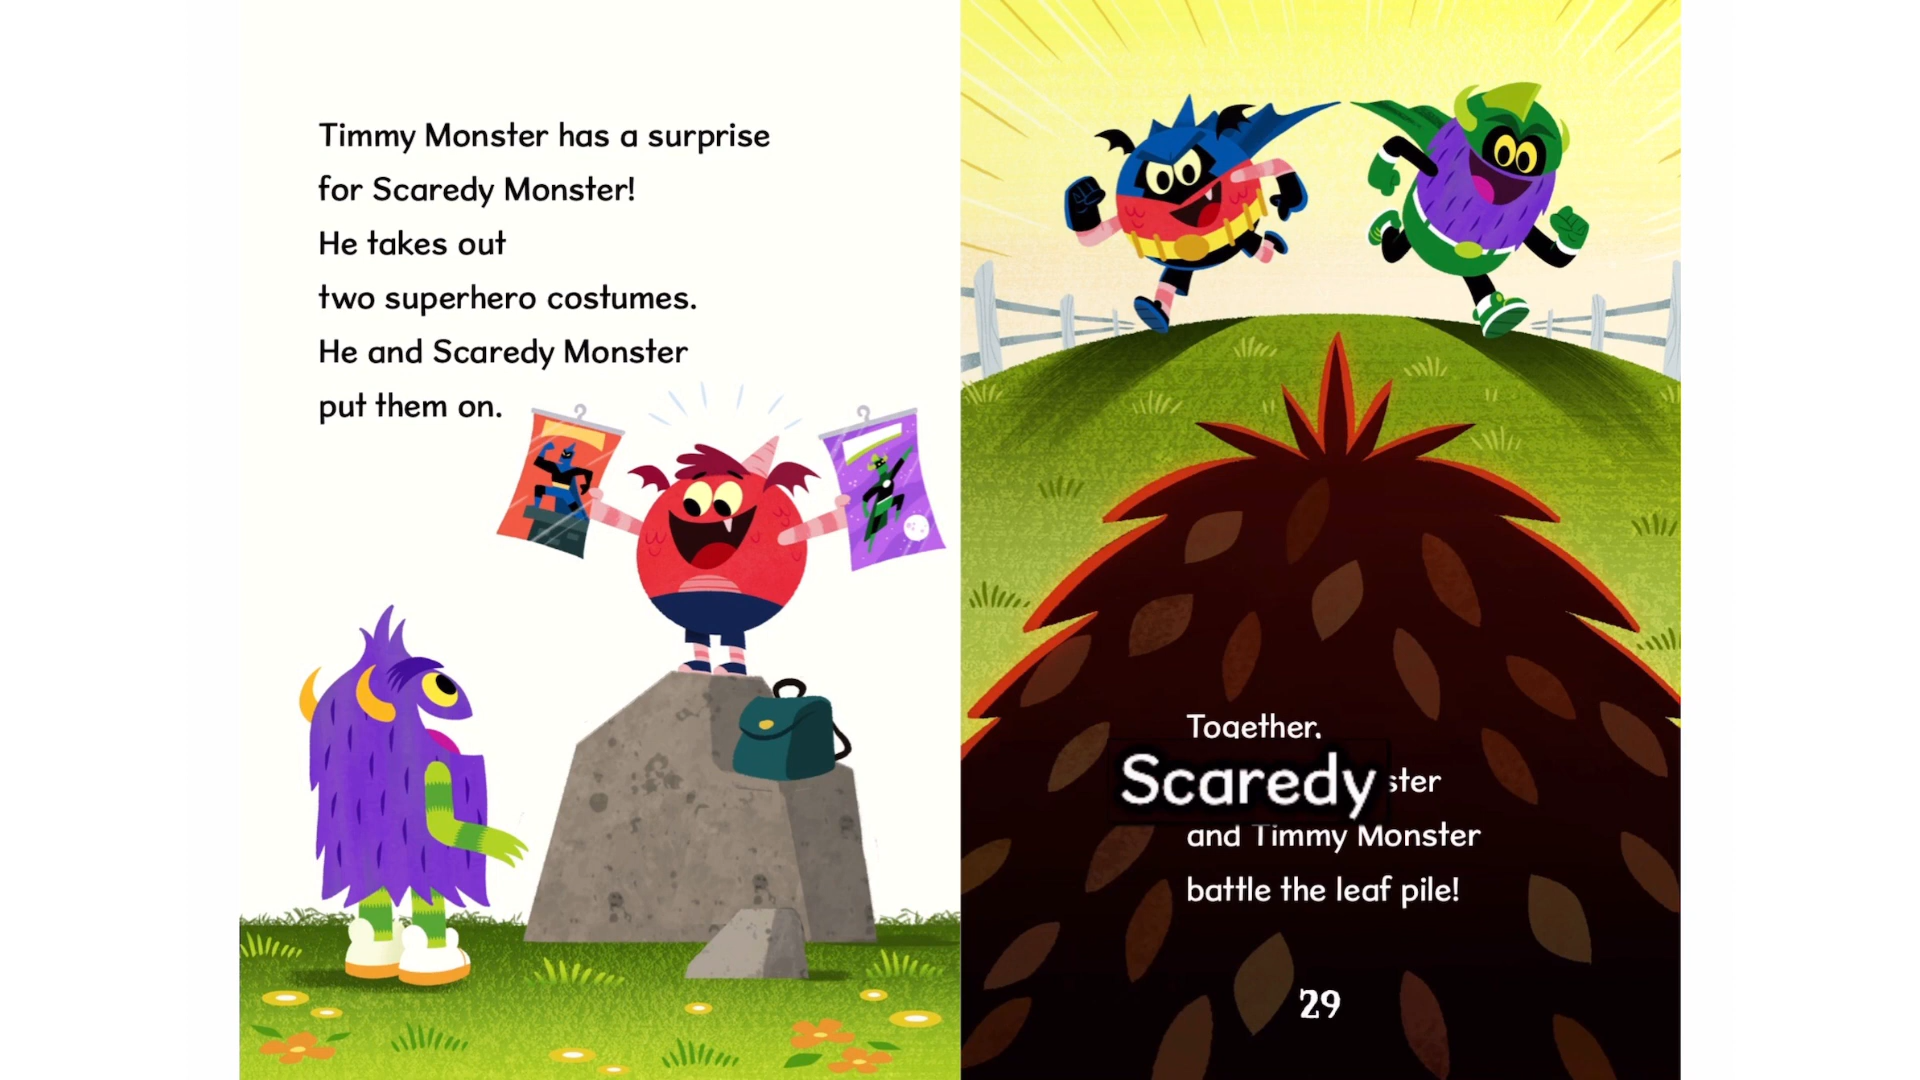 Timmy Monster has a surprise
for Scaredy Monster!
He takes out
two superhero costumes.
He and Scaredy Monster
put them on.
Together,
Scaredy ster
and Timmy Monster
battle the leaf pile!
29